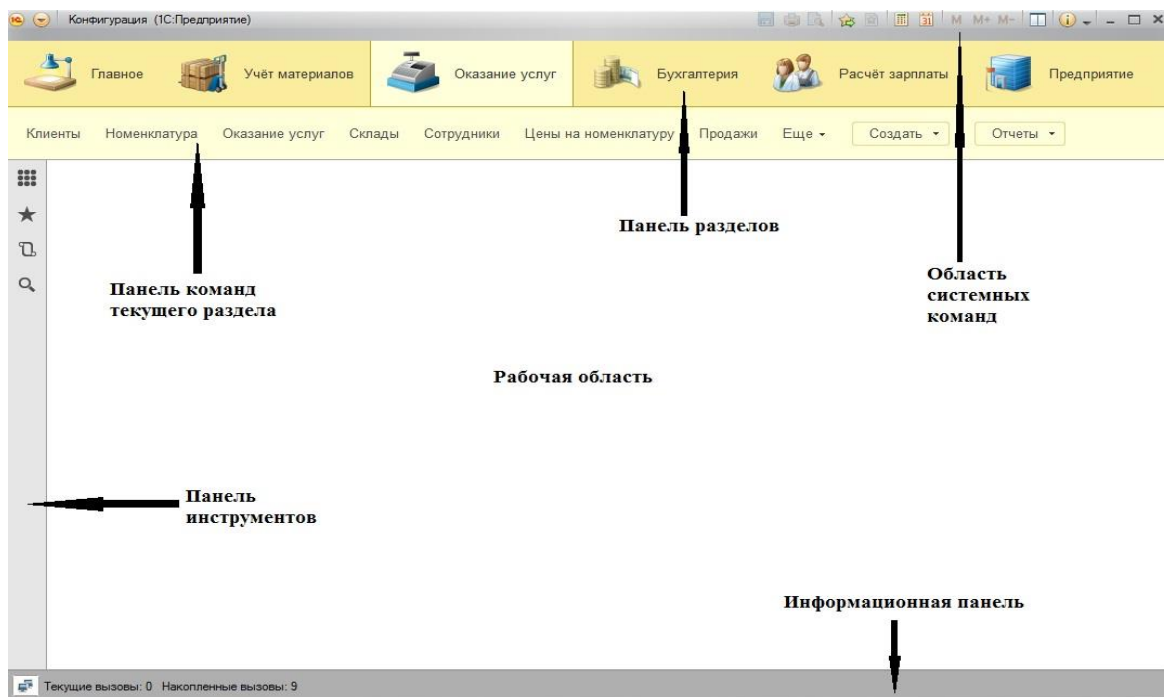 Конфигурация (1С:Предприятие)
M M+ M-
Главное Учёт материалов Оказание услуг Бухгалтерия Расчёт зарплаты Предприятие
Клиенты Номенклатура Оказание услуг Склады Сотрудники Цены на номенклатуру Продажи Еще Создать Отчеты
Панель разделов
Панель команд
текущего раздела
Область
системных
команд
Рабочая область
Панель
инструментов
Информационная панель
Текущие вызовы: 0 Накопленные вызовы: 9